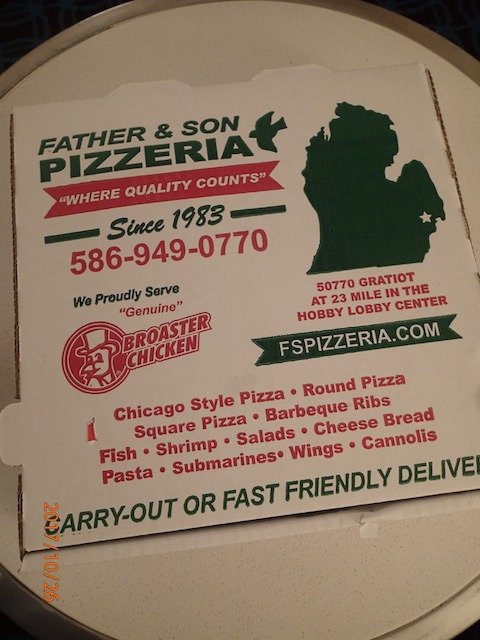 FATHER & SON
PIZZERIA
"WHERE QUALITY COUNTS"
Since 1983
586-949-0770
We Proudly Serve
"Genuine"
BROASTER
CHICKEN
50770 GRATIOT
AT 23 MILE IN THE
HOBBY LOBBY CENTER
FSPIZZERIA.COM
Chicago Style Pizza • Round Pizza
Square Pizza • Barbeque Ribs
Fish • Shrimp • Salads • Cheese Bread
Pasta • Submarines• Wings • Cannolis
CARRY-OUT OR FAST FRIENDLY DELIVE
2017/10/26